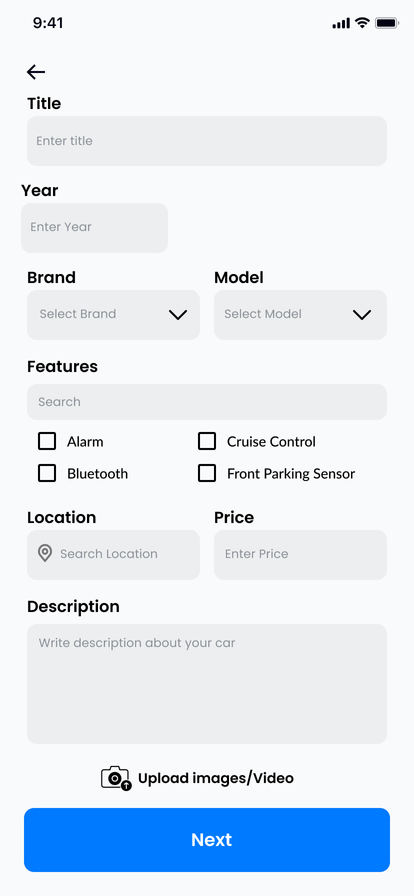 9:41
Title
Enter title
Year
Enter Year
Brand Model
Select Brand Select Model
Features
Search
Alarm Cruise Control
Bluetooth Front Parking Sensor
Location Price
Search Location Enter Price
Description
Write description about your car
Upload images/Video
Next